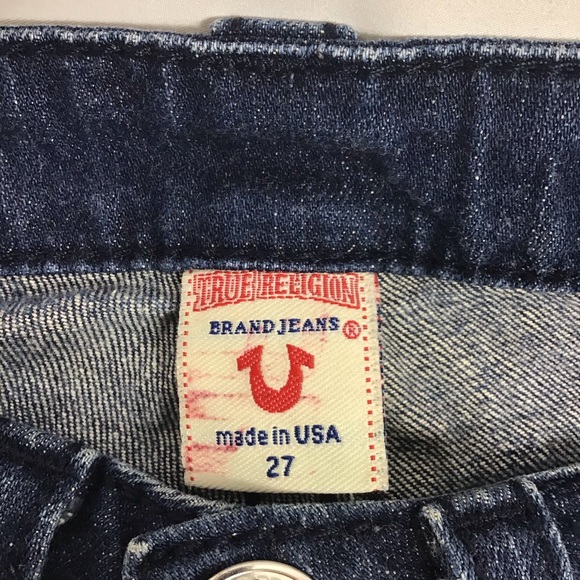 TRUE RELIGION
BRAND JEANS ®
made in USA
27